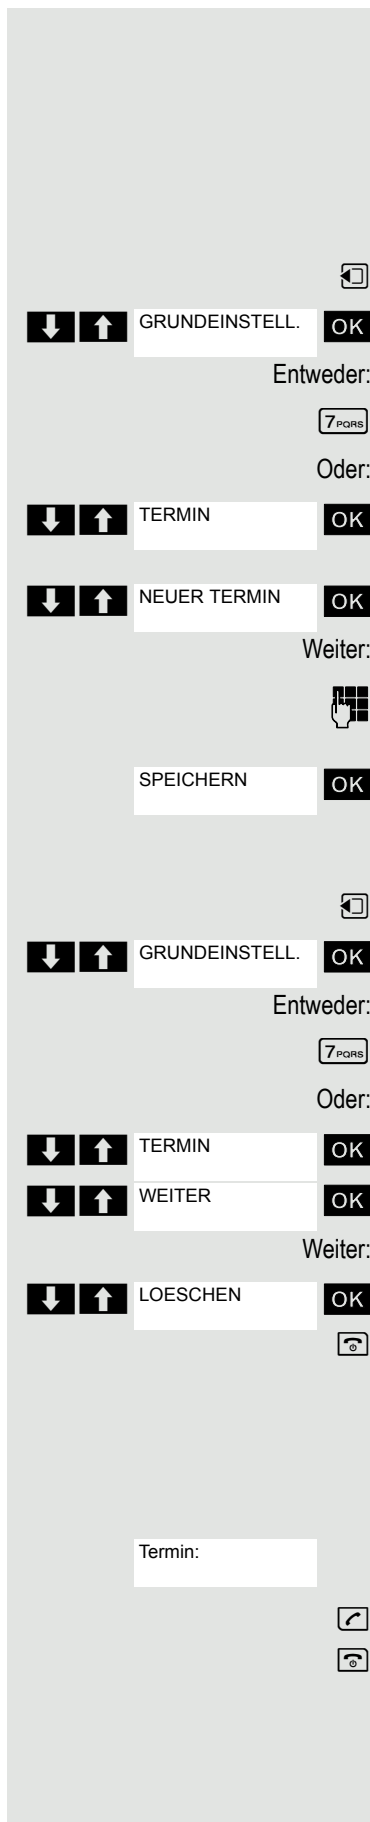 GRUNDEINSTELL. OK
Entweder:
7PQRS
Oder:
TERMIN OK
NEUER TERMIN OK
Weiter:
SPEICHERN OK
GRUNDEINSTELL. OK
Entweder:
7PQRS
Oder:
TERMIN OK
WEITER OK
Weiter:
LOESCHEN OK
Termin: